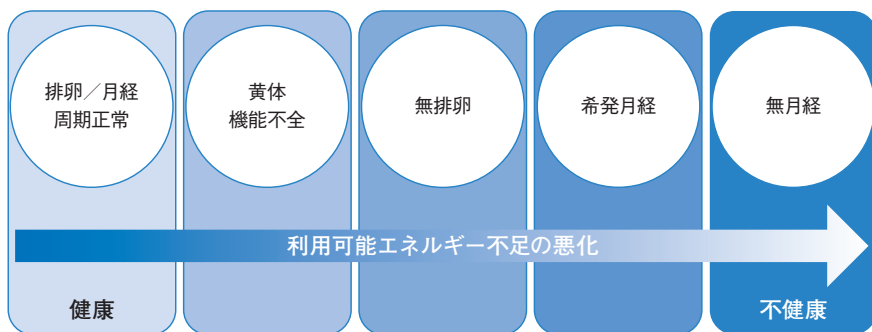 排卵／月経
周期正常
黄体
機能不全
無排卵
希発月経
無月経
利用可能エネルギー不足の悪化
健康
不健康